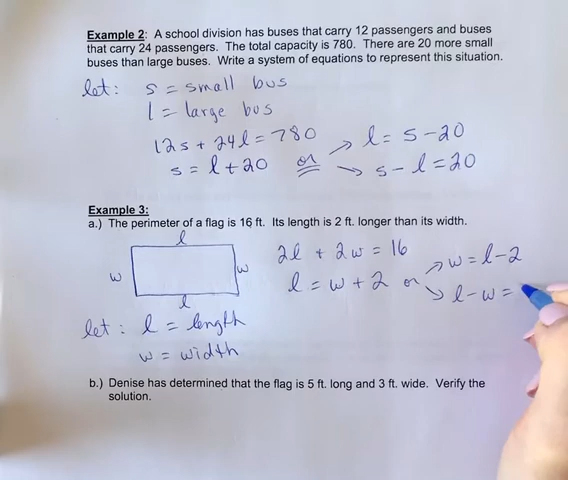 Example 2: A school division has buses that carry 12 passengers and buses
that carry 24 passengers. The total capacity is 780. There are 20 more small
buses than large buses. Write a system of equations to represent this situation.
let: s = small bus
l = large bus
12s + 24l = 780
s = l + 20 or → l = s - 20
→ s - l = 20
Example 3:
a.) The perimeter of a flag is 16 ft. Its length is 2 ft. longer than its width.
l
w
w
l
2l + 2w = 16
l = w + 2 or → w = l - 2
→ l - w =
let: l = length
w = width
b.) Denise has determined that the flag is 5 ft. long and 3 ft. wide. Verify the
solution.